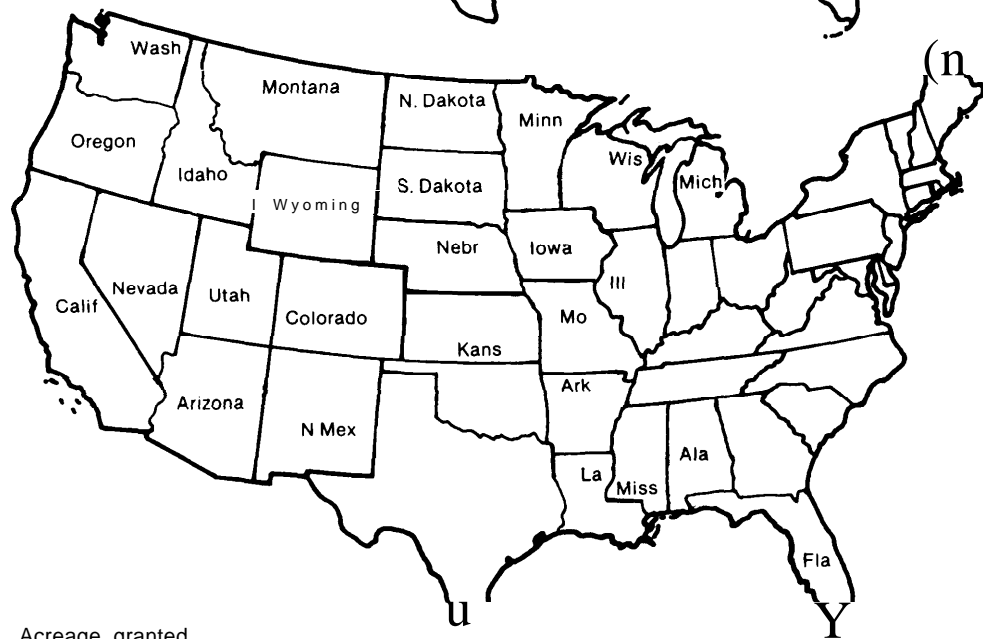 (n
Wash
Montana
N. Dakota
Minn
Oregon
Idaho
Wyoming
S. Dakota
Wis
Mich
Nebr
Iowa
Calif
Nevada
Utah
Colorado
Ill
Mo
Kans
Arizona
N Mex
Ark
La
Miss
Ala
Fla
u
Y
Acreage granted